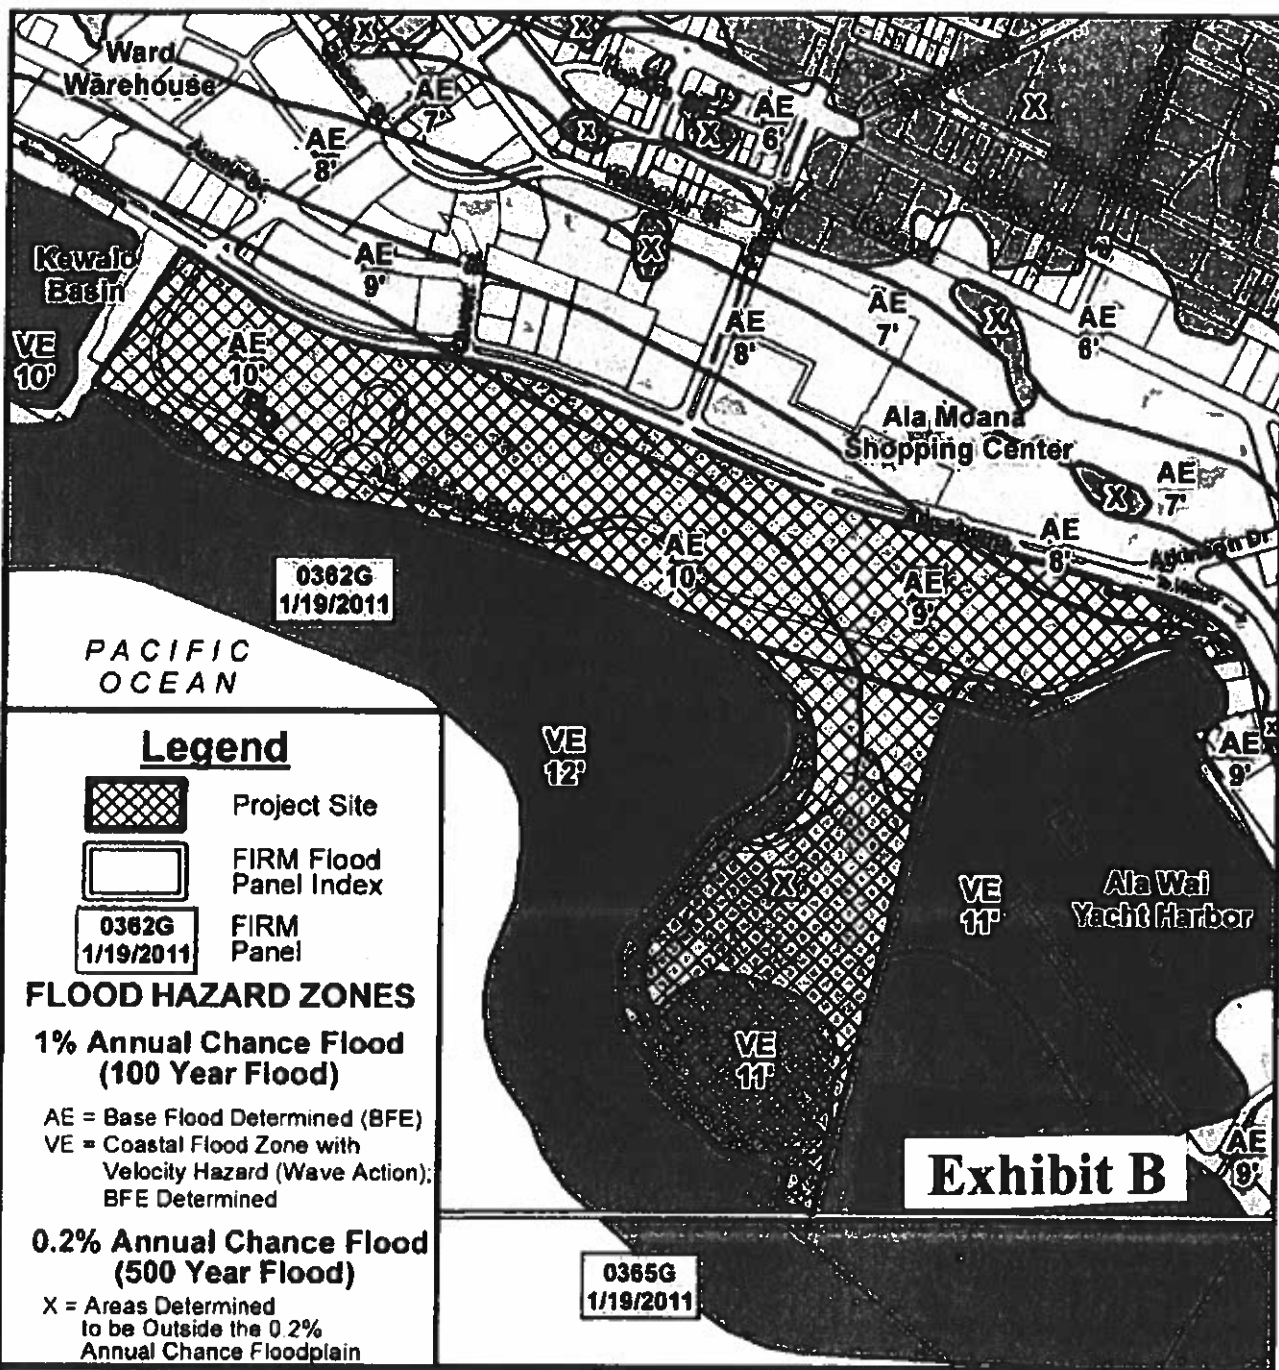 Ward
Warehouse
X
X
AE
7'
AE
6'
X
X
X
AE
8'
Kewalo
Basin
AE
9'
X
VE
10'
AE
10'
AE
8'
AE
7'
X
AE
6'
Ala Moana
Shopping Center
AE
7'
X
AE
10'
AE
9'
AE
8'
Atkinson Dr
0362G
1/19/2011
PACIFIC
OCEAN
VE
12'
X
AE
9'
X
VE
11'
Ala Wai
Yacht Harbor
VE
11'
AE
9'
Exhibit B
0365G
1/19/2011
Legend
Project Site
FIRM Flood
Panel Index
0362G
1/19/2011
FIRM
Panel
FLOOD HAZARD ZONES
1% Annual Chance Flood
(100 Year Flood)
AE = Base Flood Determined (BFE)
VE = Coastal Flood Zone with
Velocity Hazard (Wave Action);
BFE Determined
0.2% Annual Chance Flood
(500 Year Flood)
X = Areas Determined
to be Outside the 0.2%
Annual Chance Floodplain